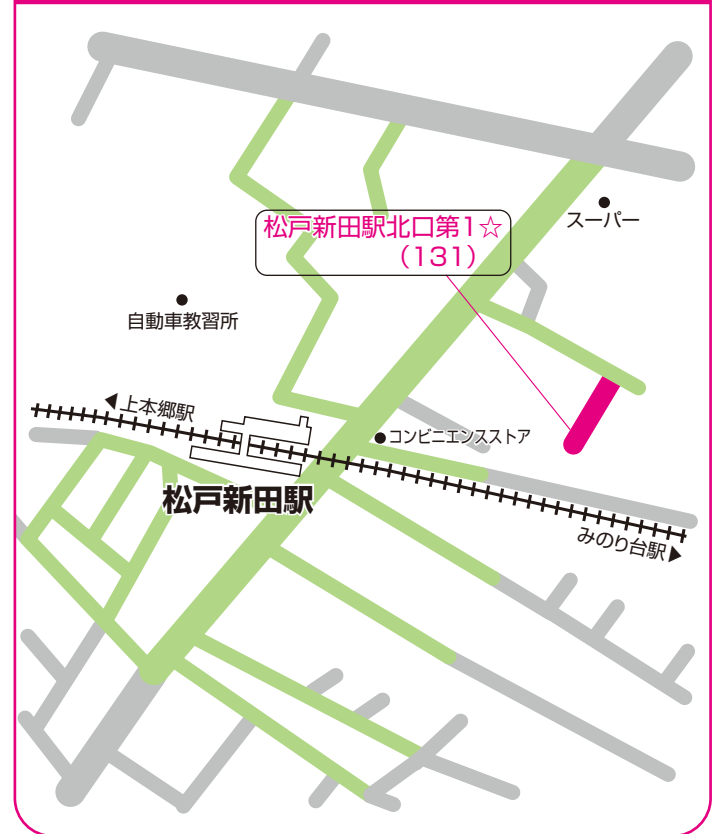 スーパー
松戸新田駅北口第1☆
（131）
自動車教習所
◀上本郷駅
コンビニエンスストア
松戸新田駅
みのり台駅▶